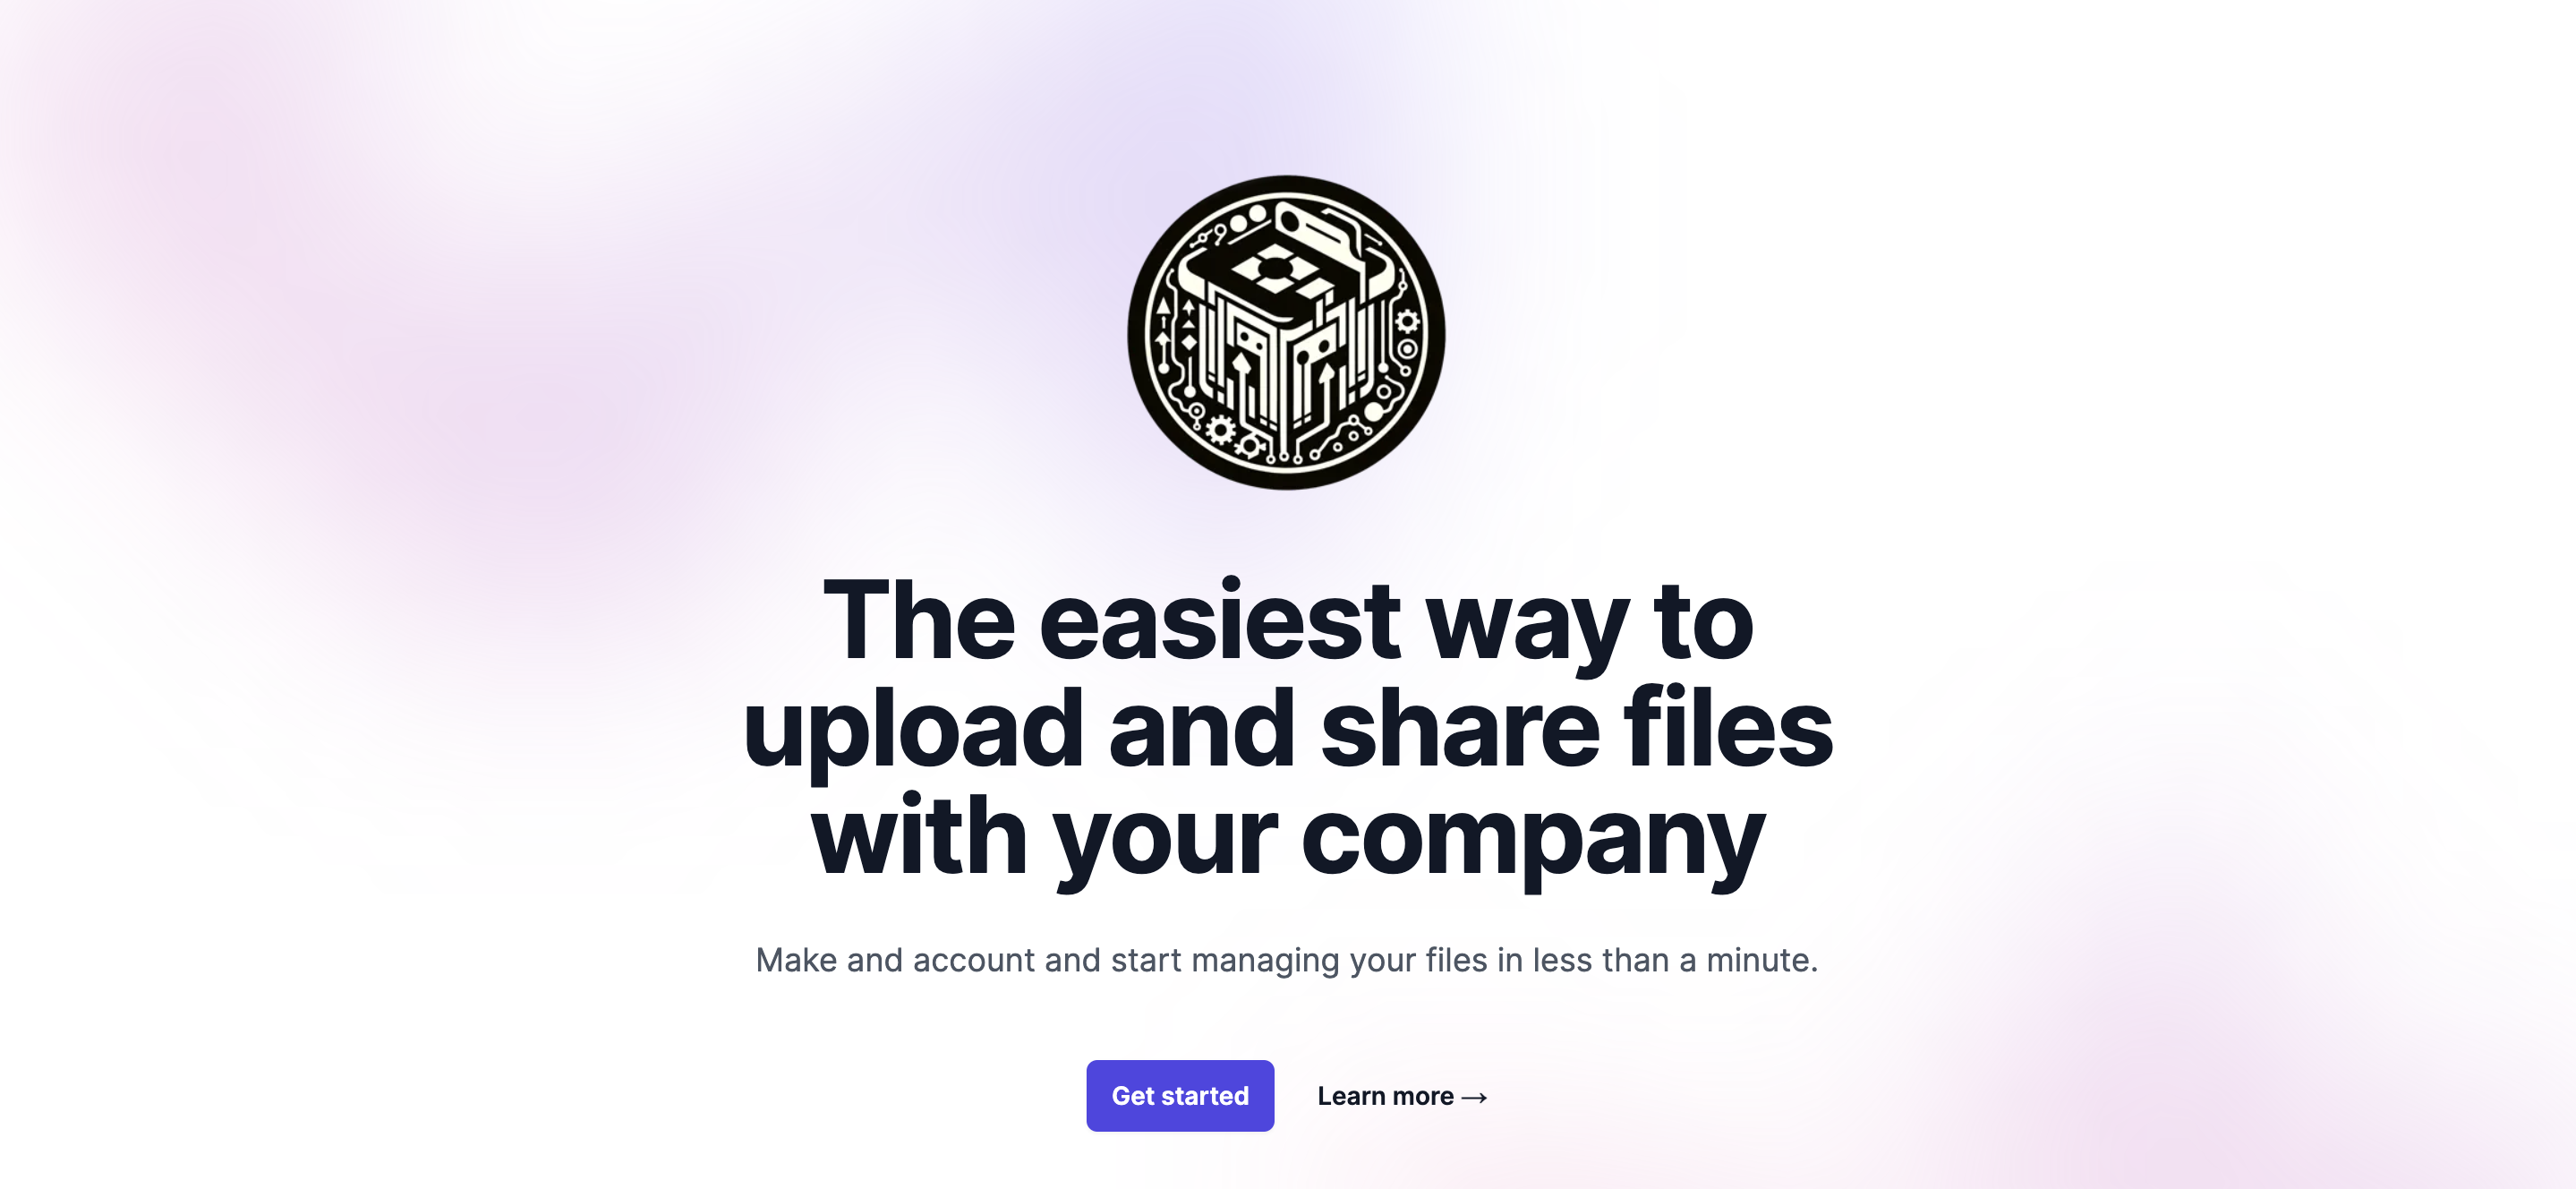 The easiest way to
upload and share files
with your company
Make and account and start managing your files in less than a minute.
Get started
Learn more →